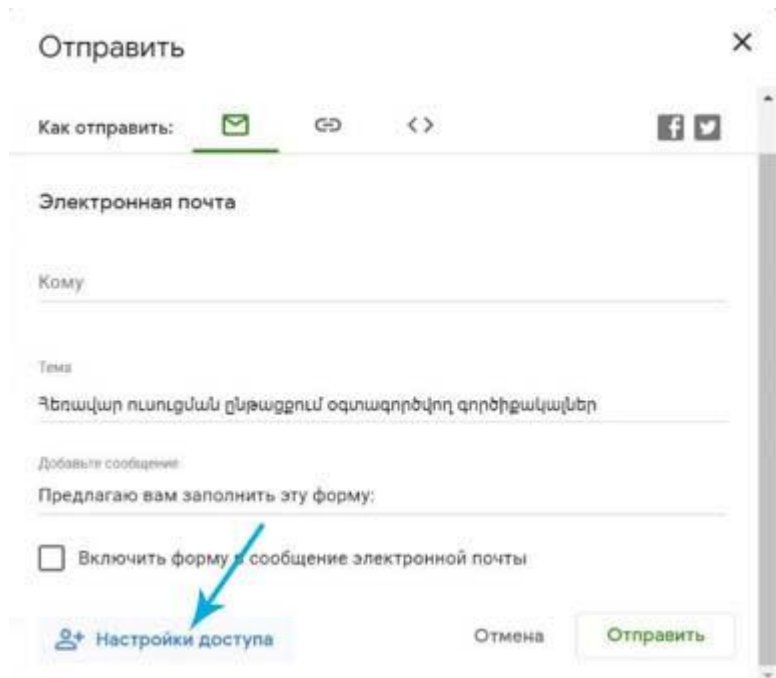 Отправить
Как отправить:
Электронная почта
Кому
Тема
Հեռավար ուսուցման ընթացքում օգտագործվող գործիքակալներ
Добавьте сообщение
Предлагаю вам заполнить эту форму:
Включить форму в сообщение электронной почты
Настройки доступа Отмена Отправить